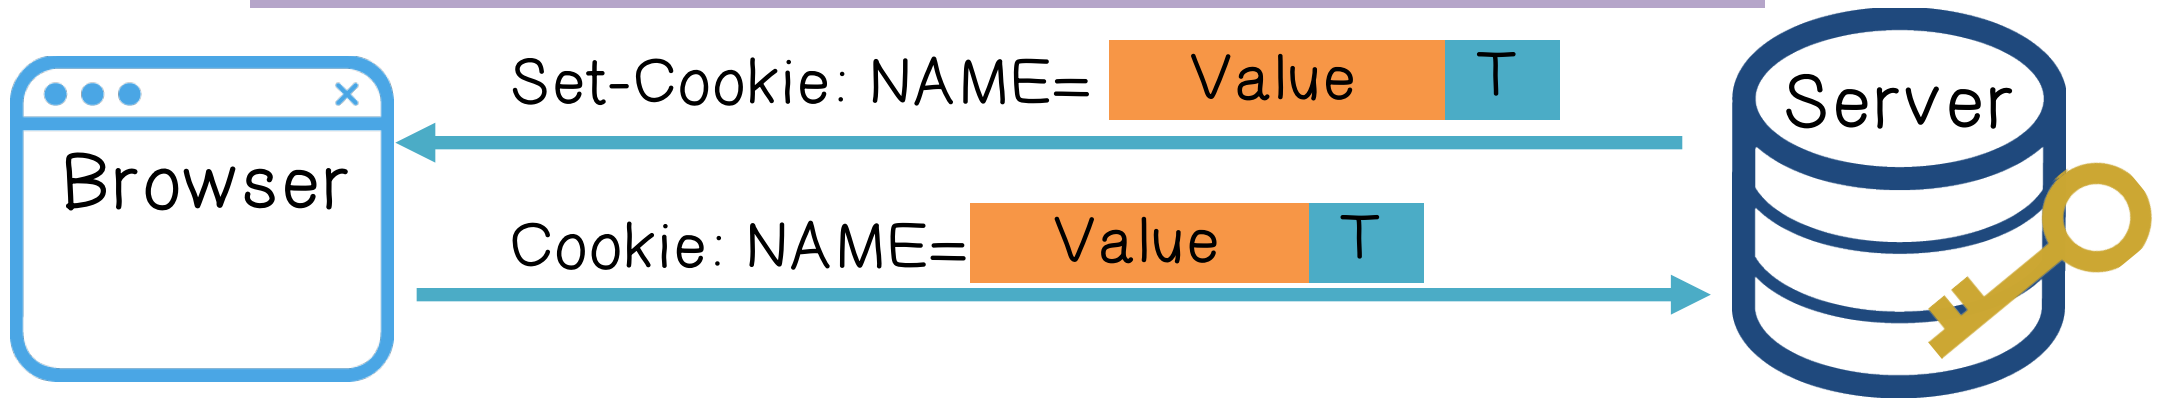 Set-Cookie: NAME= Value T
Server
Browser
Cookie: NAME= Value T